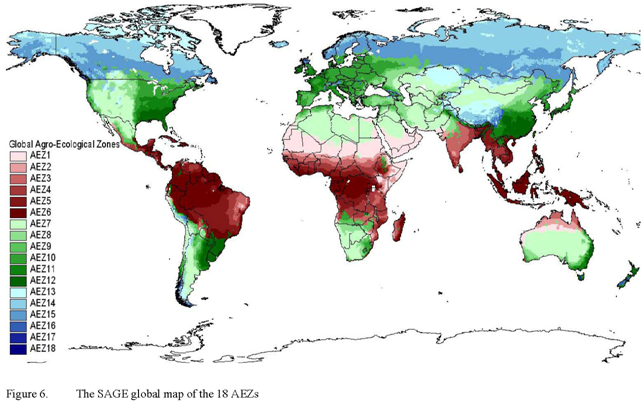 Global Agro-Ecological Zones
AEZ1
AEZ2
AEZ3
AEZ4
AEZ5
AEZ6
AEZ7
AEZ8
AEZ9
AEZ10
AEZ11
AEZ12
AEZ13
AEZ14
AEZ15
AEZ16
AEZ17
AEZ18
Figure 6. The SAGE global map of the 18 AEZs